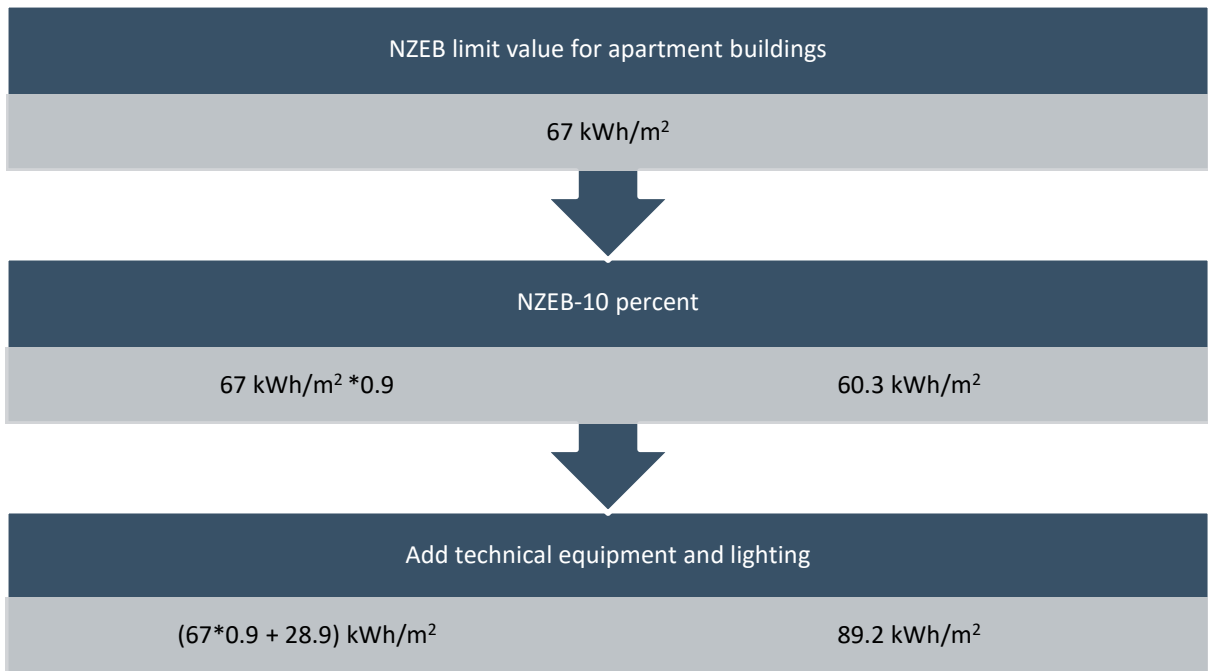 NZEB limit value for apartment buildings
67 kWh/m²
NZEB-10 percent
67 kWh/m² *0.9
60.3 kWh/m²
Add technical equipment and lighting
(67*0.9 + 28.9) kWh/m²
89.2 kWh/m²